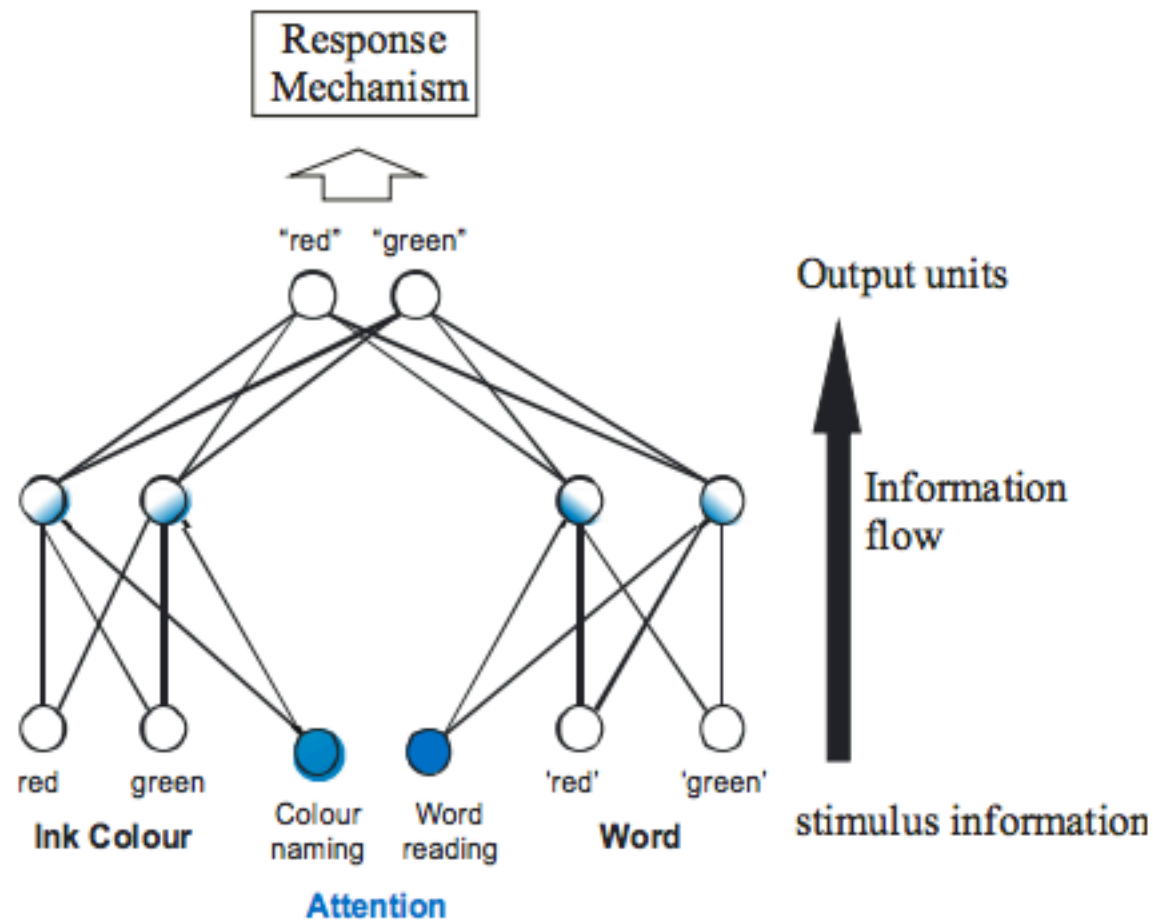 Response
Mechanism
“red” “green”
Output units
Information
flow
red green 'red' 'green'
Colour
naming
Word
reading
Ink Colour
Word
stimulus information
Attention